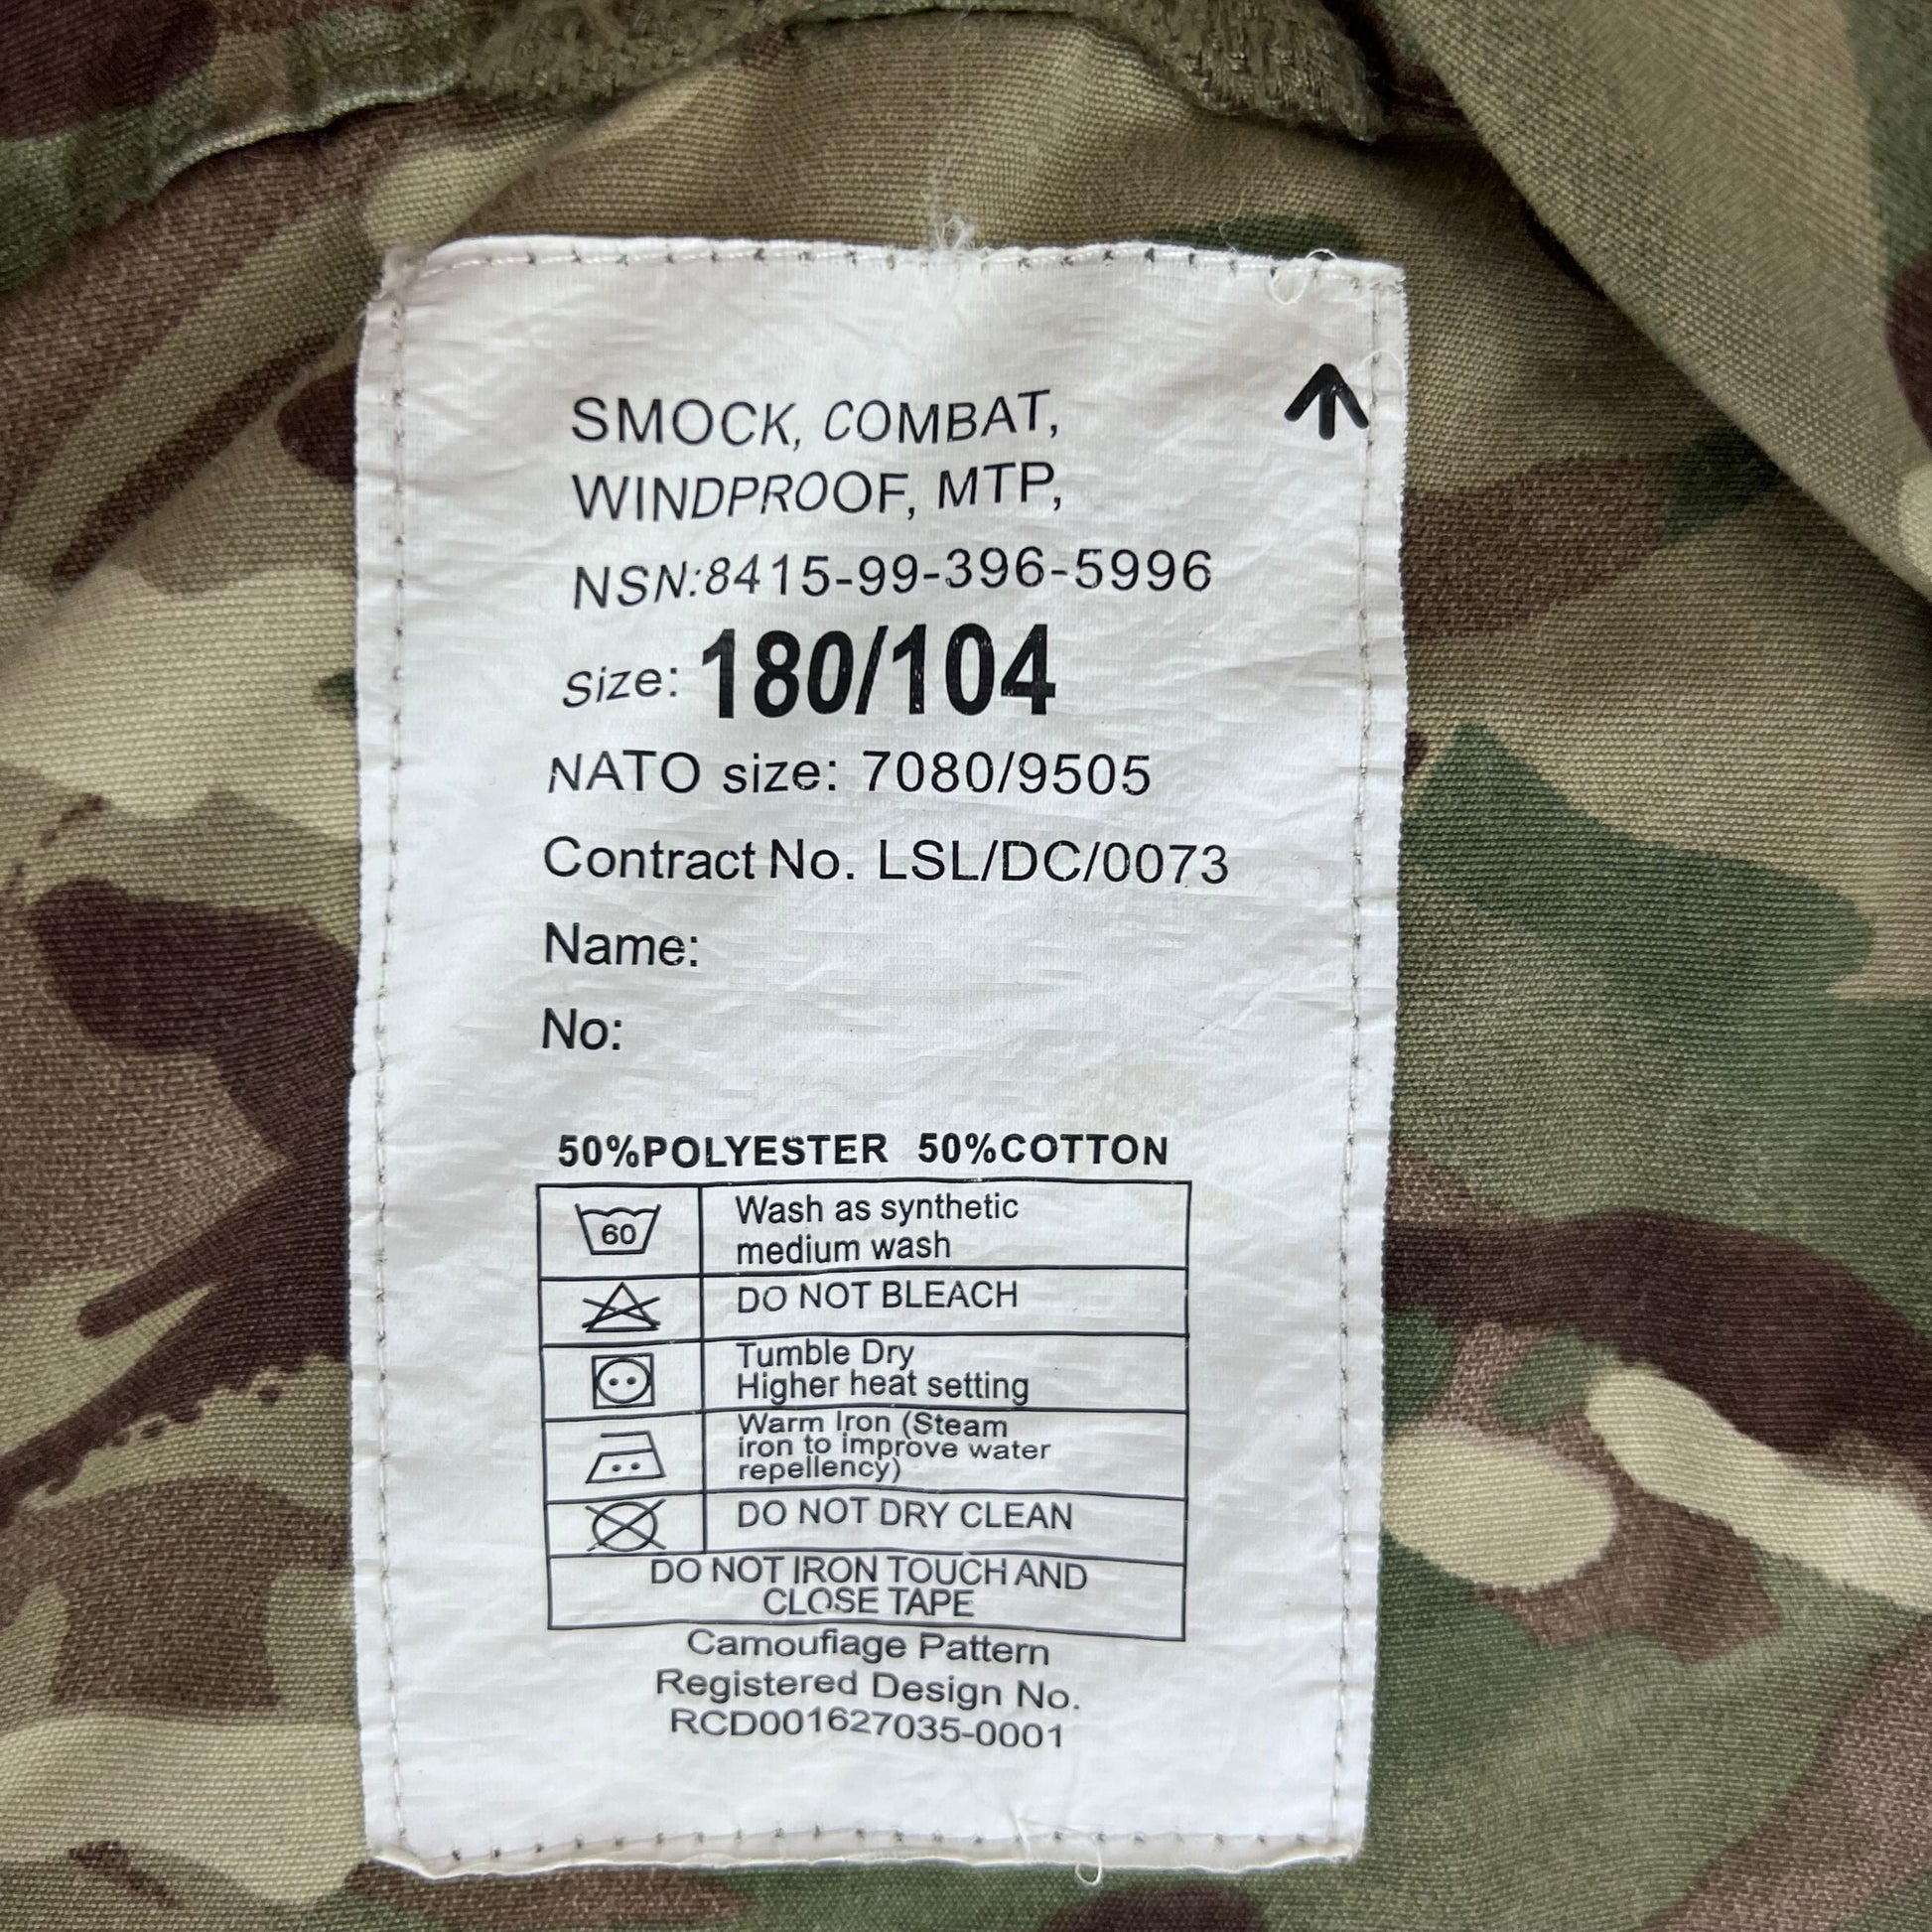 SMOCK, COMBAT,
WINDPROOF, MTP,
NSN:8415-99-396-5996
Size: 180/104
NATO size: 7080/9505
Contract No. LSL/DC/0073
Name:
No:
50%POLYESTER 50%COTTON
60
Wash as synthetic
medium wash
DO NOT BLEACH
Tumble Dry
Higher heat setting
Warm Iron (Steam
iron to improve water
repellency)
DO NOT DRY CLEAN
DO NOT IRON TOUCH AND
CLOSE TAPE
Camouflage Pattern
Registered Design No.
RCD001627035-0001